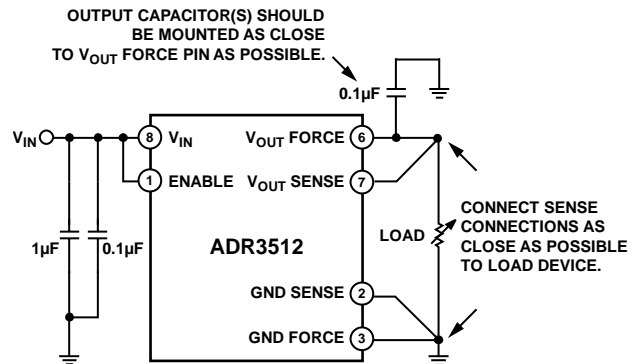 OUTPUT CAPACITOR(S) SHOULD
BE MOUNTED AS CLOSE
TO VOUT FORCE PIN AS POSSIBLE.
0.1µF
VIN
8
VIN
VOUT FORCE
6
1
ENABLE
VOUT SENSE
7
1µF
0.1µF
ADR3512
LOAD
CONNECT SENSE
CONNECTIONS AS
CLOSE AS POSSIBLE
TO LOAD DEVICE.
GND SENSE
2
GND FORCE
3